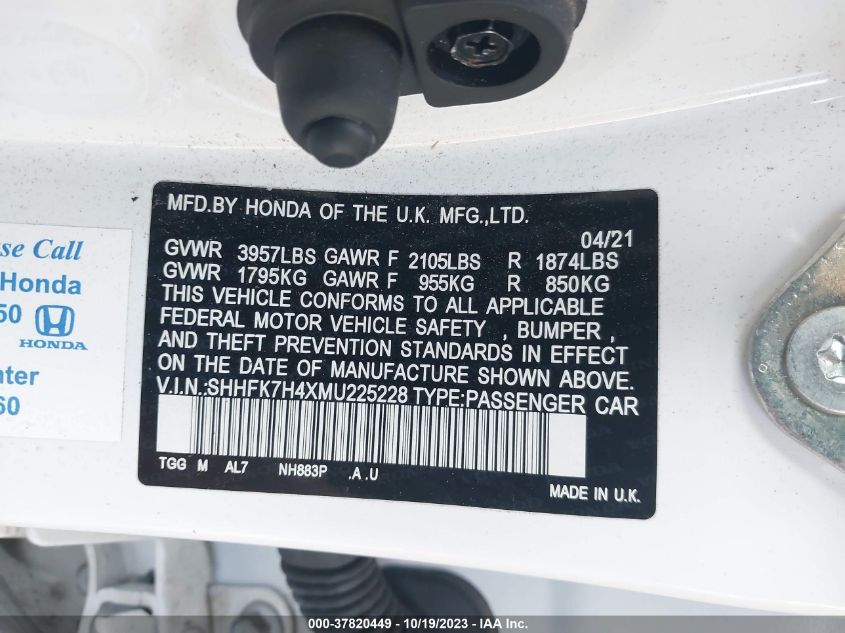 MFD.BY HONDA OF THE U.K. MFG.,LTD.
04/21
GVWR 3957LBS GAWR F 2105LBS R 1874LBS
GVWR 1795KG GAWR F 955KG R 850KG
THIS VEHICLE CONFORMS TO ALL APPLICABLE
FEDERAL MOTOR VEHICLE SAFETY , BUMPER ,
AND THEFT PREVENTION STANDARDS IN EFFECT
ON THE DATE OF MANUFACTURE SHOWN ABOVE.
V.I.N.:SHHFK7H4XMU225228 TYPE:PASSENGER CAR
TGG M AL7 NH883P .A .U
MADE IN U.K.
se Call
Honda
50
HONDA
nter
60
000-37820449 - 10/19/2023 - IAA Inc.